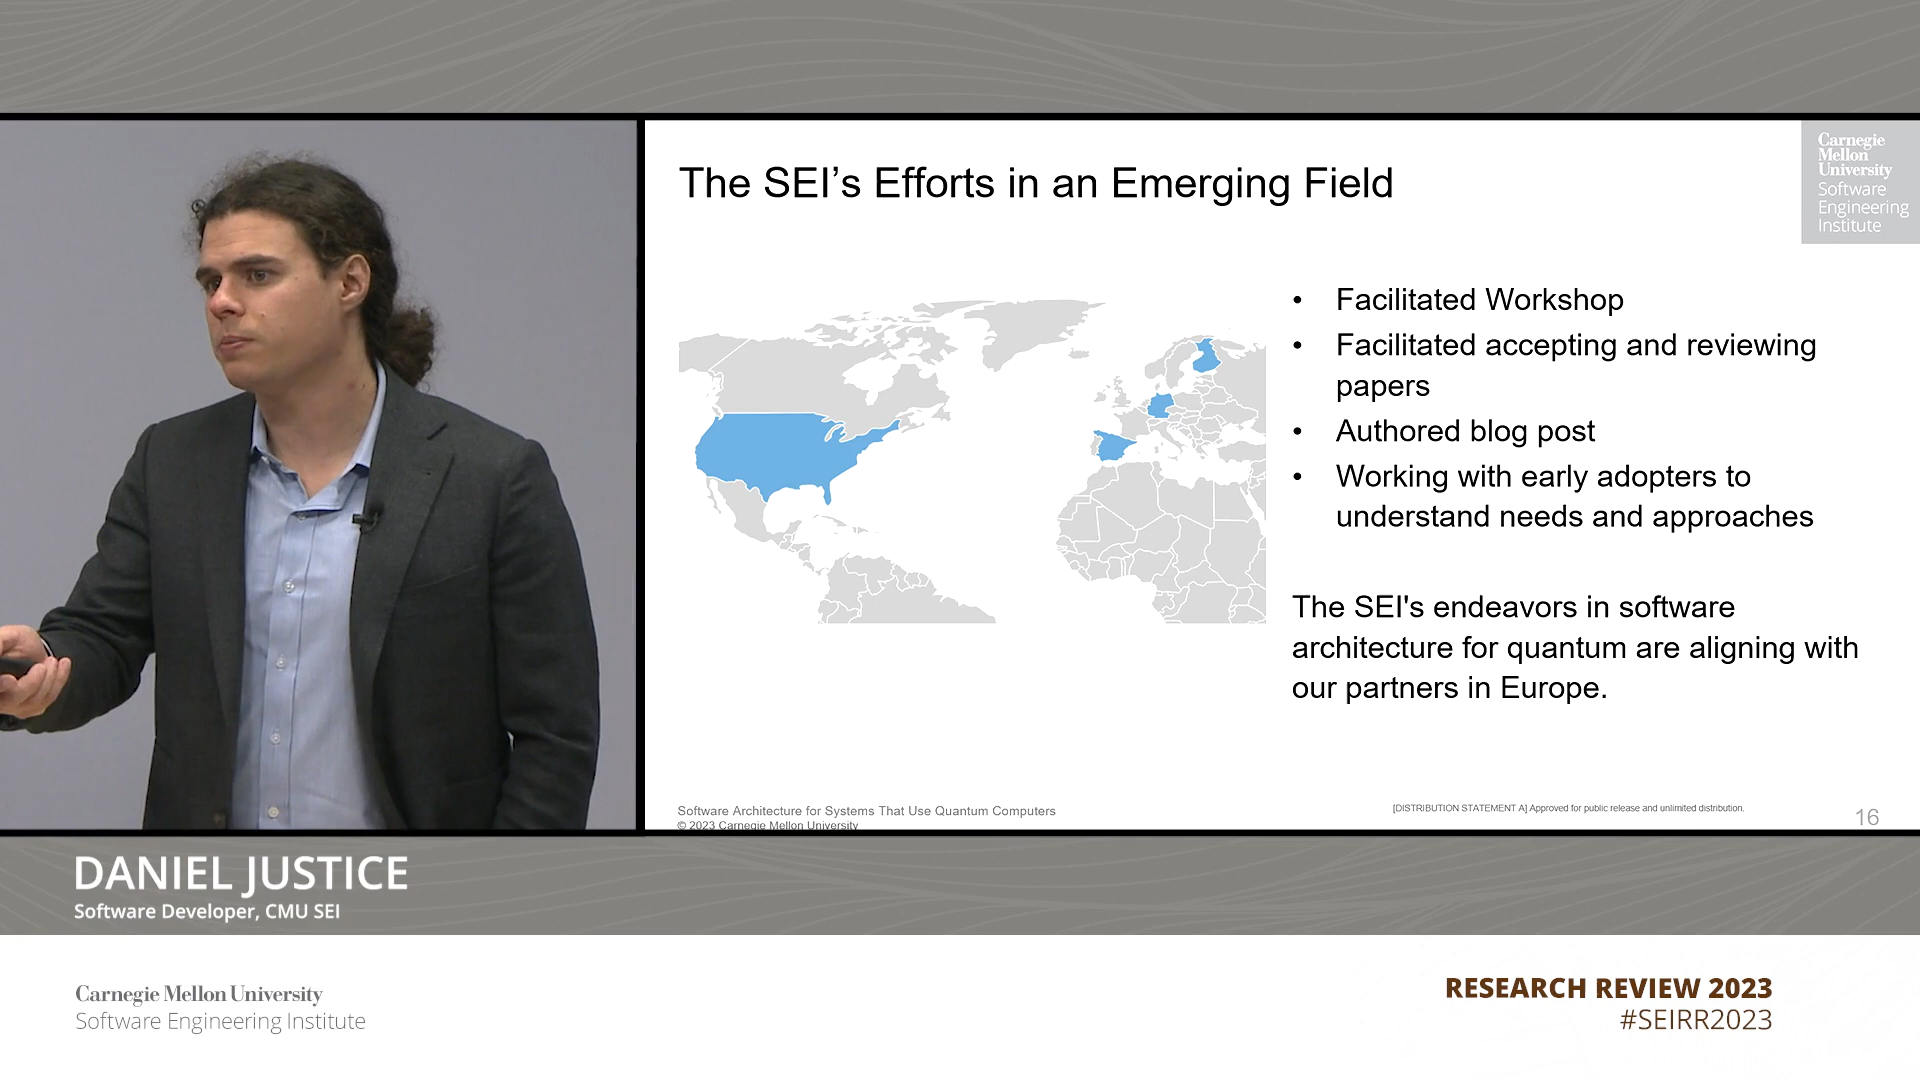 The SEI’s Efforts in an Emerging Field
Carnegie
Mellon
University
Software
Engineering
Institute
• Facilitated Workshop
• Facilitated accepting and reviewing
papers
• Authored blog post
• Working with early adopters to
understand needs and approaches
The SEI's endeavors in software
architecture for quantum are aligning with
our partners in Europe.
Software Architecture for Systems That Use Quantum Computers
© 2023 Carnegie Mellon University
[DISTRIBUTION STATEMENT A] Approved for public release and unlimited distribution.
16
DANIEL JUSTICE
Software Developer, CMU SEI
Carnegie Mellon University
Software Engineering Institute
RESEARCH REVIEW 2023
#SEIRR2023